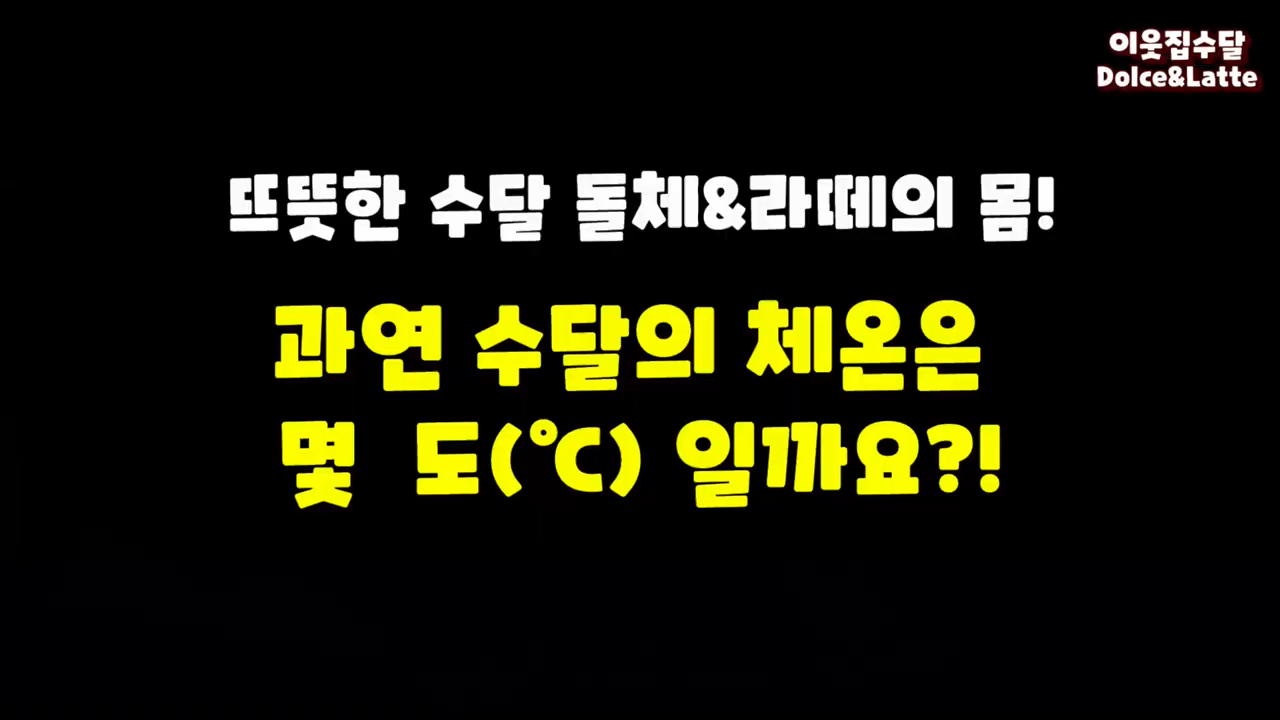 이웃집수달
Dolce&Latte
뜨뜻한 수달 돌체&라떼의 몸!
과연 수달의 체온은
몇 도(℃) 일까요?!